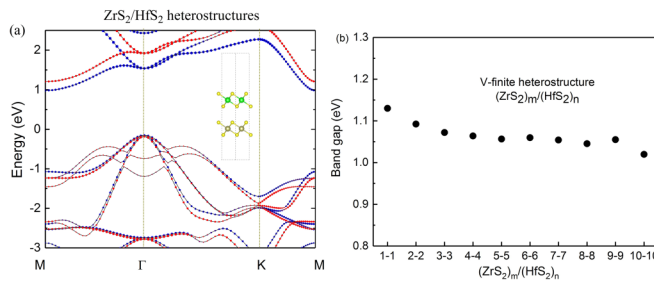 ZrS2/HfS2 heterostructures
(a)
Energy (eV)
2
1
0
-1
-2
-3
M
Γ
K
M
(b)
V-finite heterostructure
(ZrS2)m/(HfS2)n
Band gap (eV)
1.3
1.2
1.1
1.0
0.9
0.8
1-1 2-2 3-3 4-4 5-5 6-6 7-7 8-8 9-9 10-10
(ZrS2)m/(HfS2)n